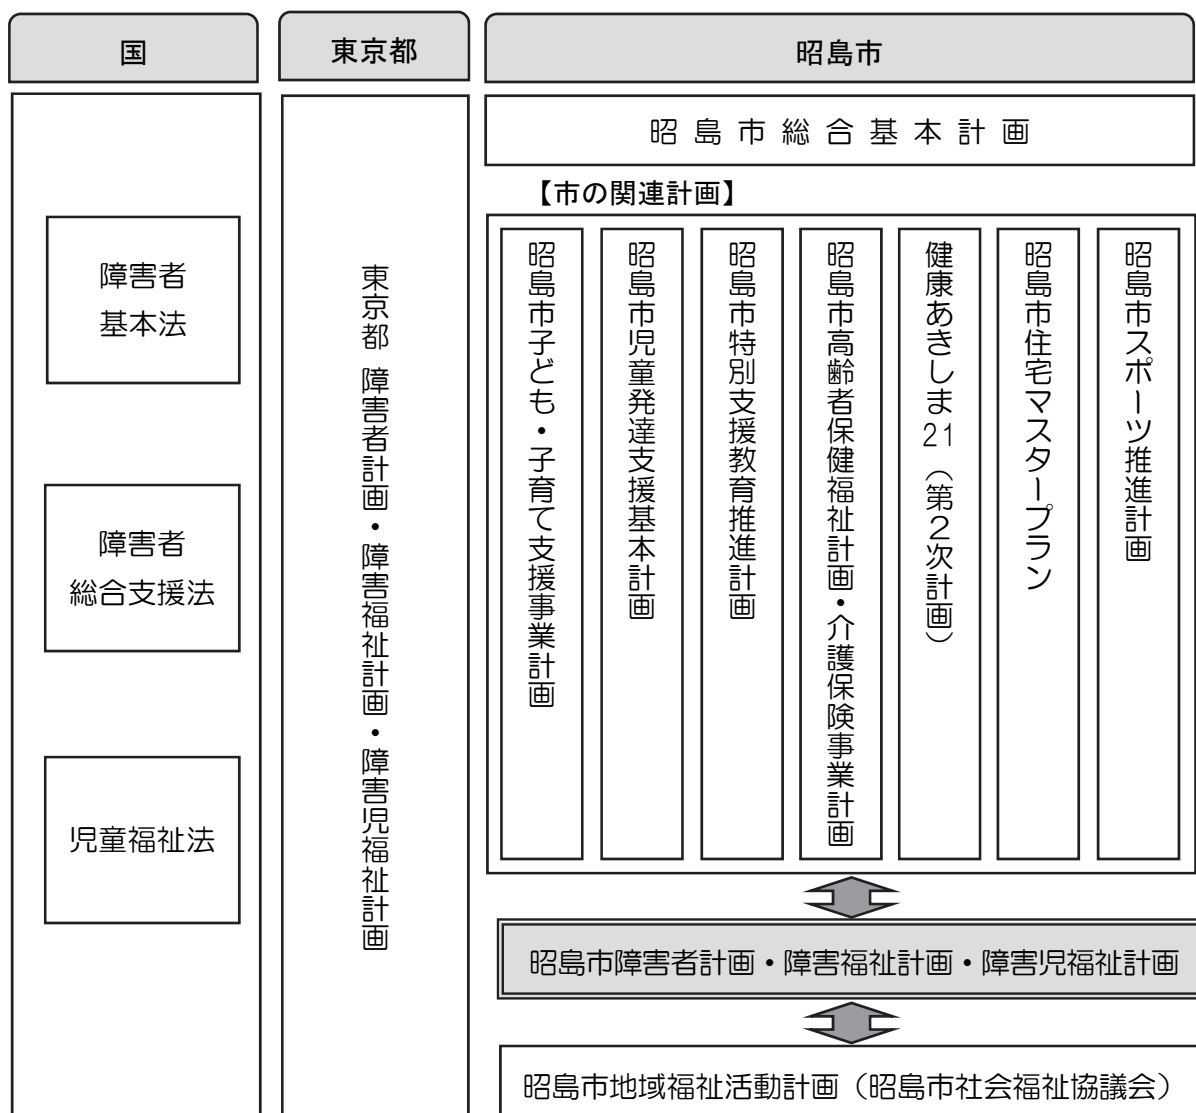 国
東京都
昭島市
障害者
基本法
障害者
総合支援法
児童福祉法
東京都 障害者計画・障害福祉計画・障害児福祉計画
昭島市総合基本計画
【市の関連計画】
昭島市子ども・子育て支援事業計画
昭島市児童発達支援基本計画
昭島市特別支援教育推進計画
昭島市高齢者保健福祉計画・介護保険事業計画
健康あきしま21（第２次計画）
昭島市住宅マスタープラン
昭島市スポーツ推進計画
昭島市障害者計画・障害福祉計画・障害児福祉計画
昭島市地域福祉活動計画（昭島市社会福祉協議会）